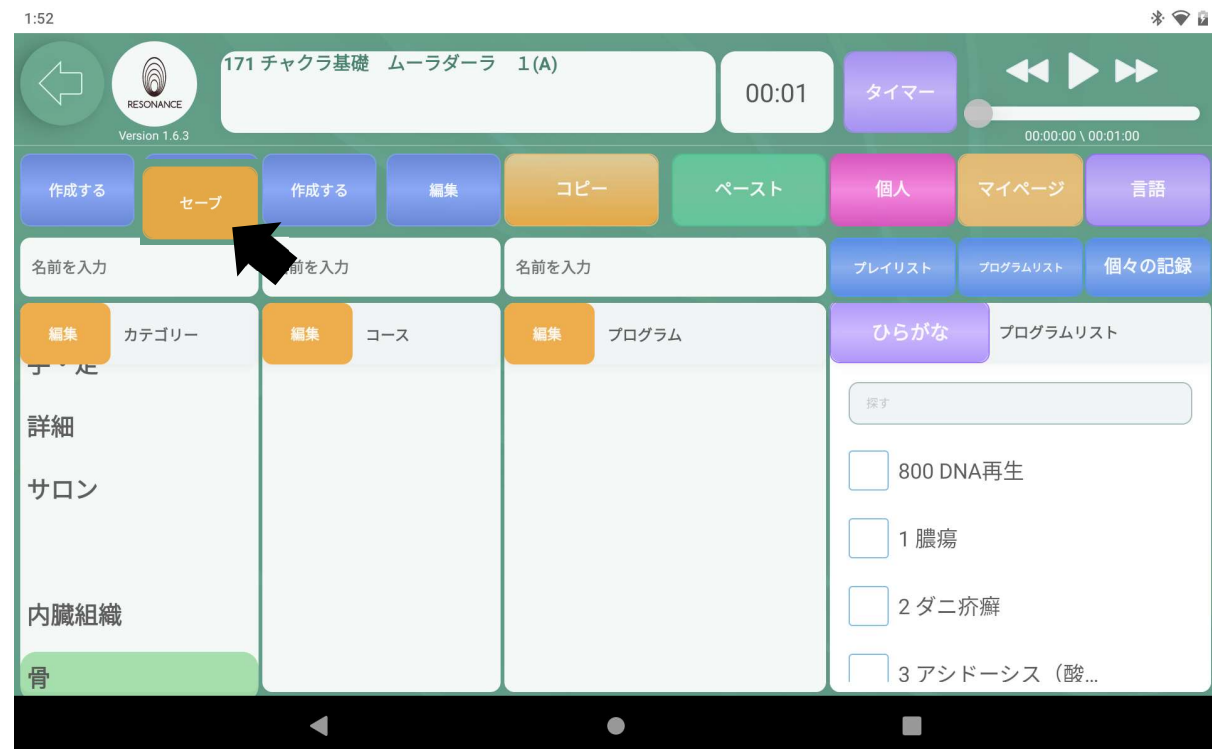 1:52
171 チャクラ基礎　ムーラダーラ　１(A)
RESONANCE
Version 1.6.3
00:01
タイマー
00:00:00 \ 00:01:00
作成する
セーブ
作成する
編集
コピー
ペースト
個人
マイページ
言語
名前を入力
名前を入力
名前を入力
プレイリスト
プログラムリスト
個々の記録
編集
カテゴリー
編集
コース
編集
プログラム
ひらがな
プログラムリスト
手・足
詳細
サロン
内臓組織
骨
探す
800 DNA再生
1 膿瘍
2 ダニ疥癬
3 アシドーシス（酸...